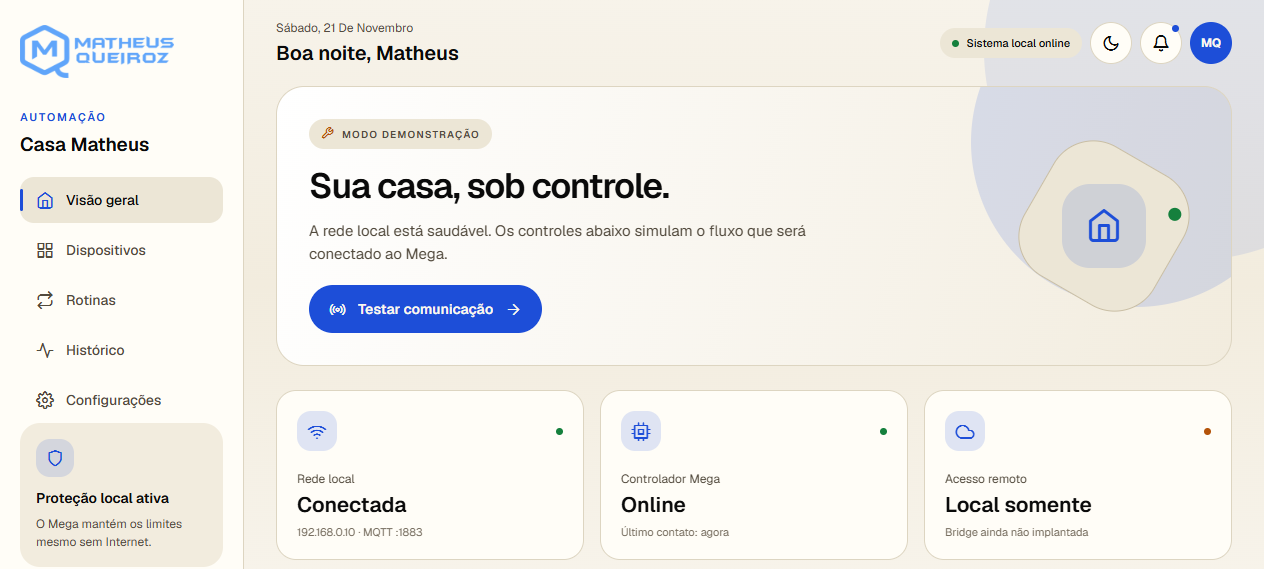 MATHEUS
QUEIROZ
AUTOMAÇÃO
Casa Matheus
Visão geral
Dispositivos
Rotinas
Histórico
Configurações
Proteção local ativa
O Mega mantém os limites
mesmo sem Internet.
Sábado, 21 De Novembro
Boa noite, Matheus
Sistema local online
MQ
MODO DEMONSTRAÇÃO
Sua casa, sob controle.
A rede local está saudável. Os controles abaixo simulam o fluxo que será
conectado ao Mega.
Testar comunicação
Rede local
Conectada
192.168.0.10 · MQTT :1883
Controlador Mega
Online
Último contato: agora
Acesso remoto
Local somente
Bridge ainda não implantada